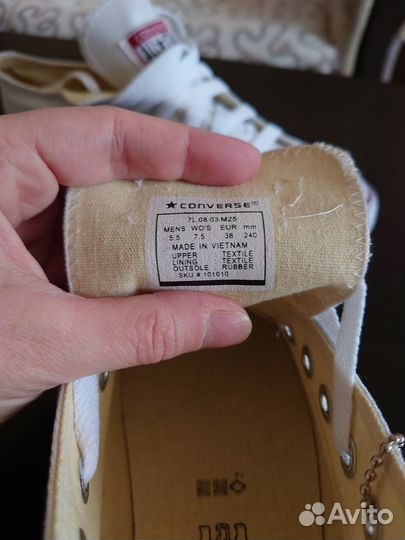 ★ CONVERSE®
7L 08 03 M25
MENS WO'S EUR mm
5.5 7.5 38 240
MADE IN VIETNAM
UPPER : TEXTILE
LINING : TEXTILE
OUTSOLE : RUBBER
SKU # 101010
Avito